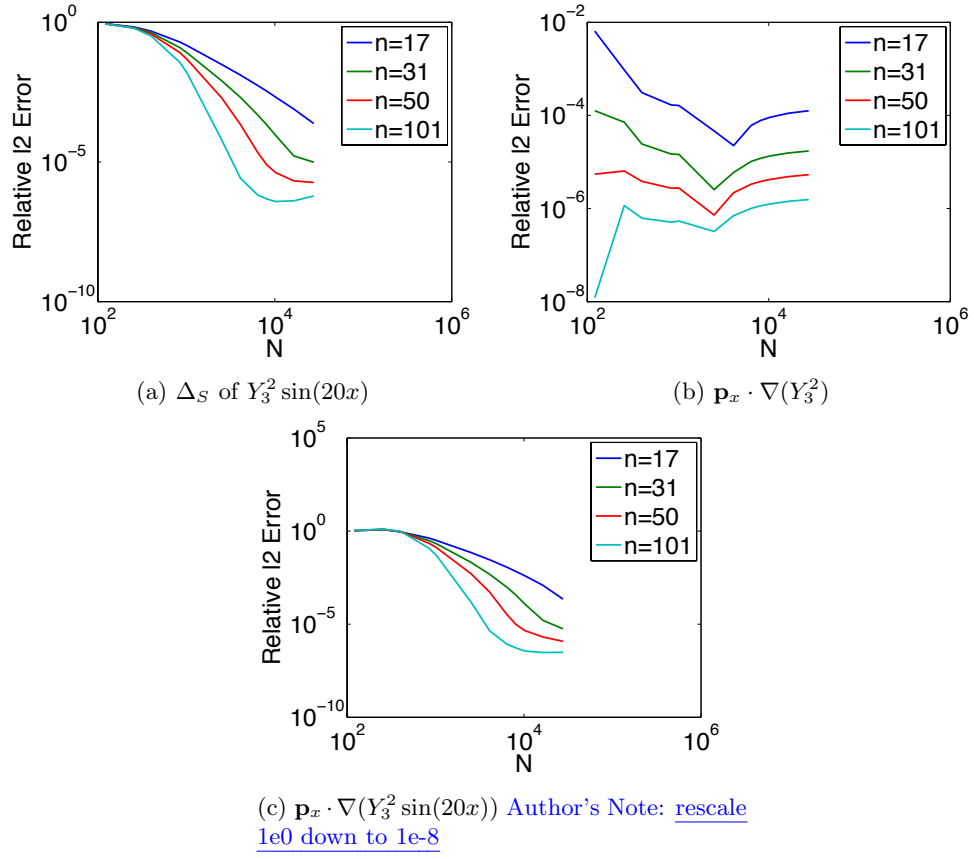 10^0
10^-5
10^-10
Relative l2 Error
10^2
10^4
10^6
N
n=17
n=31
n=50
n=101
(a) Δ_S of Y_3^2 sin(20x)
10^-2
10^-4
10^-6
10^-8
Relative l2 Error
10^2
10^4
10^6
N
n=17
n=31
n=50
n=101
(b) p_x · ∇(Y_3^2)
10^5
10^0
10^-5
10^-10
Relative l2 Error
10^2
10^4
10^6
N
n=17
n=31
n=50
n=101
(c) p_x · ∇(Y_3^2 sin(20x)) Author's Note: rescale
1e0 down to 1e-8